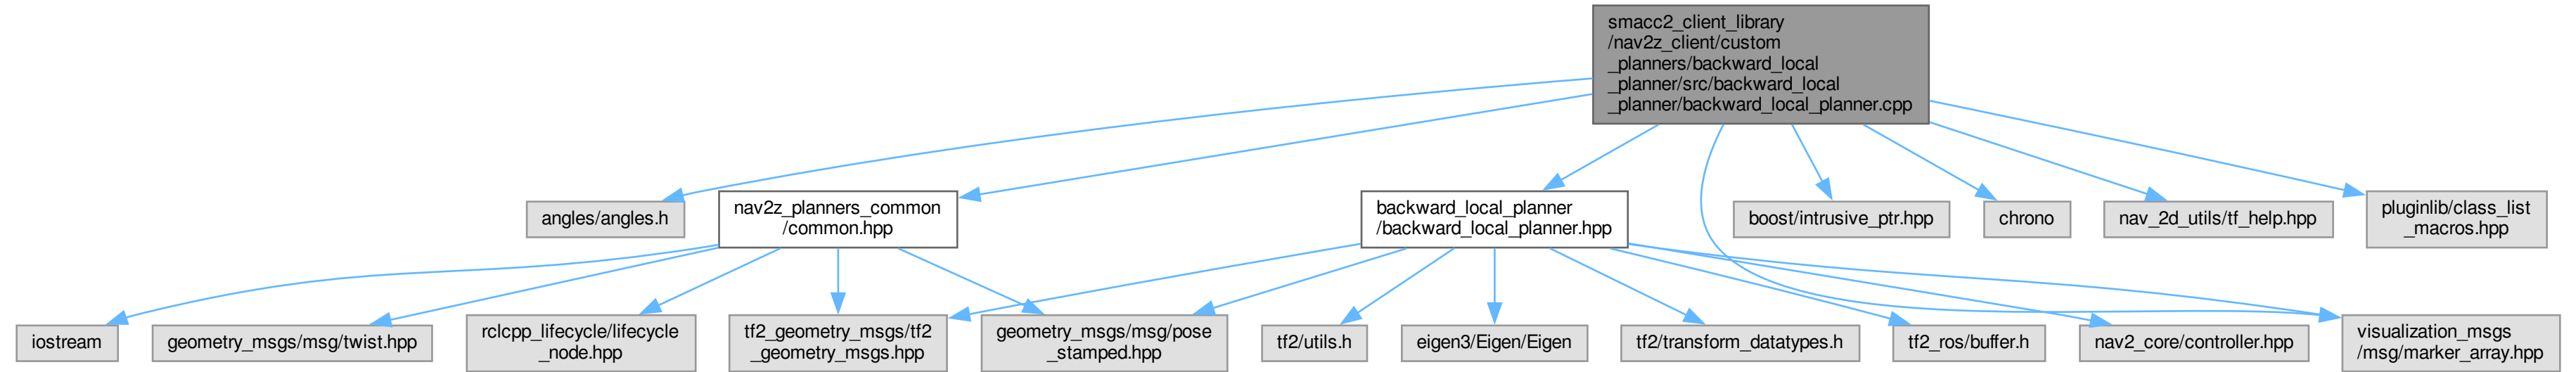 smacc2_client_library
/nav2z_client/custom
_planners/backward_local
_planner/src/backward_local
_planner/backward_local_planner.cpp
angles/angles.h
nav2z_planners_common
/common.hpp
backward_local_planner
/backward_local_planner.hpp
boost/intrusive_ptr.hpp
chrono
nav_2d_utils/tf_help.hpp
pluginlib/class_list
_macros.hpp
iostream
geometry_msgs/msg/twist.hpp
rclcpp_lifecycle/lifecycle
_node.hpp
tf2_geometry_msgs/tf2
_geometry_msgs.hpp
geometry_msgs/msg/pose
_stamped.hpp
tf2/utils.h
eigen3/Eigen/Eigen
tf2/transform_datatypes.h
tf2_ros/buffer.h
nav2_core/controller.hpp
visualization_msgs
/msg/marker_array.hpp